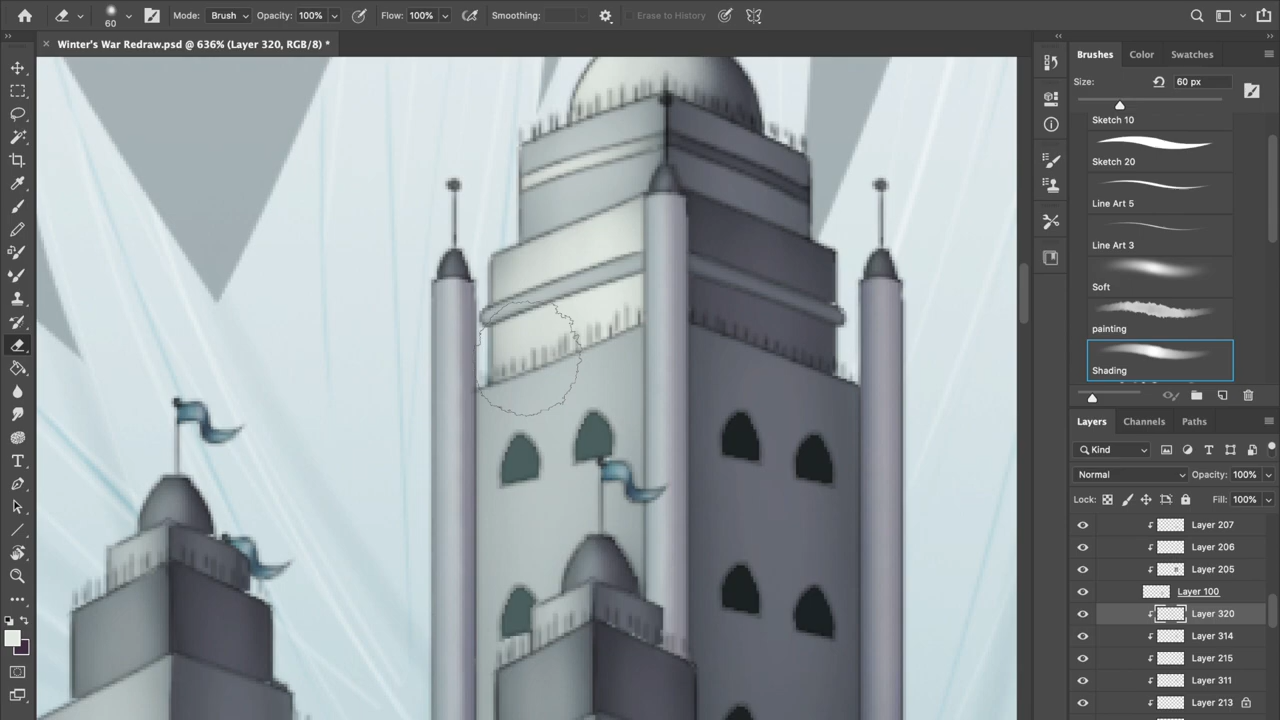 60
Mode: Brush
Opacity: 100%
Flow: 100%
Smoothing:
Erase to History
Winter's War Redraw.psd @ 636% (Layer 320, RGB/8) *
Brushes
Color
Swatches
Size:
60 px
Sketch 10
Sketch 20
Line Art 5
Line Art 3
Soft
painting
Shading
Layers
Channels
Paths
Kind
Normal
Opacity: 100%
Lock:
Fill: 100%
Layer 207
Layer 206
Layer 205
Layer 100
Layer 320
Layer 314
Layer 215
Layer 311
Layer 213